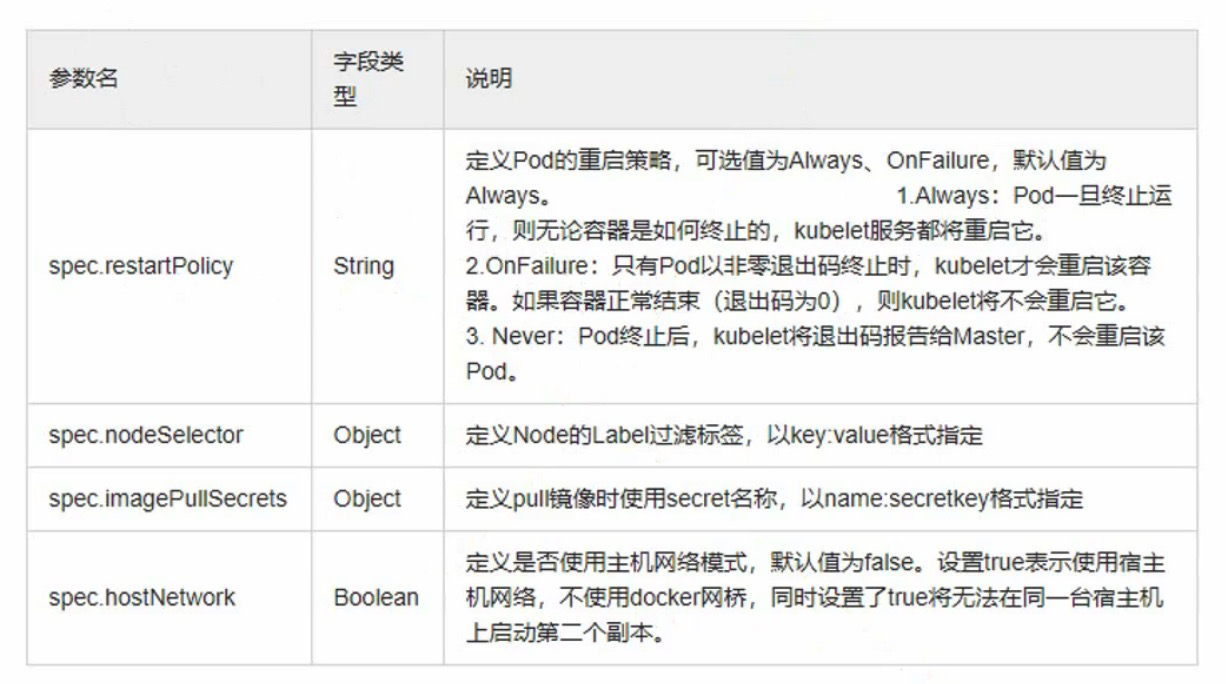 参数名
字段类
型
说明
spec.restartPolicy
String
定义Pod的重启策略，可选值为Always、OnFailure，默认值为
Always。 1.Always：Pod一旦终止运
行，则无论容器是如何终止的，kubelet服务都将重启它。
2.OnFailure：只有Pod以非零退出码终止时，kubelet才会重启该容
器。如果容器正常结束（退出码为0），则kubelet将不会重启它。
3. Never：Pod终止后，kubelet将退出码报告给Master，不会重启该
Pod。
spec.nodeSelector
Object
定义Node的Label过滤标签，以key:value格式指定
spec.imagePullSecrets
Object
定义pull镜像时使用secret名称，以name:secretkey格式指定
spec.hostNetwork
Boolean
定义是否使用主机网络模式，默认值为false。设置true表示使用宿主
机网络，不使用docker网桥，同时设置了true将无法在同一台宿主机
上启动第二个副本。